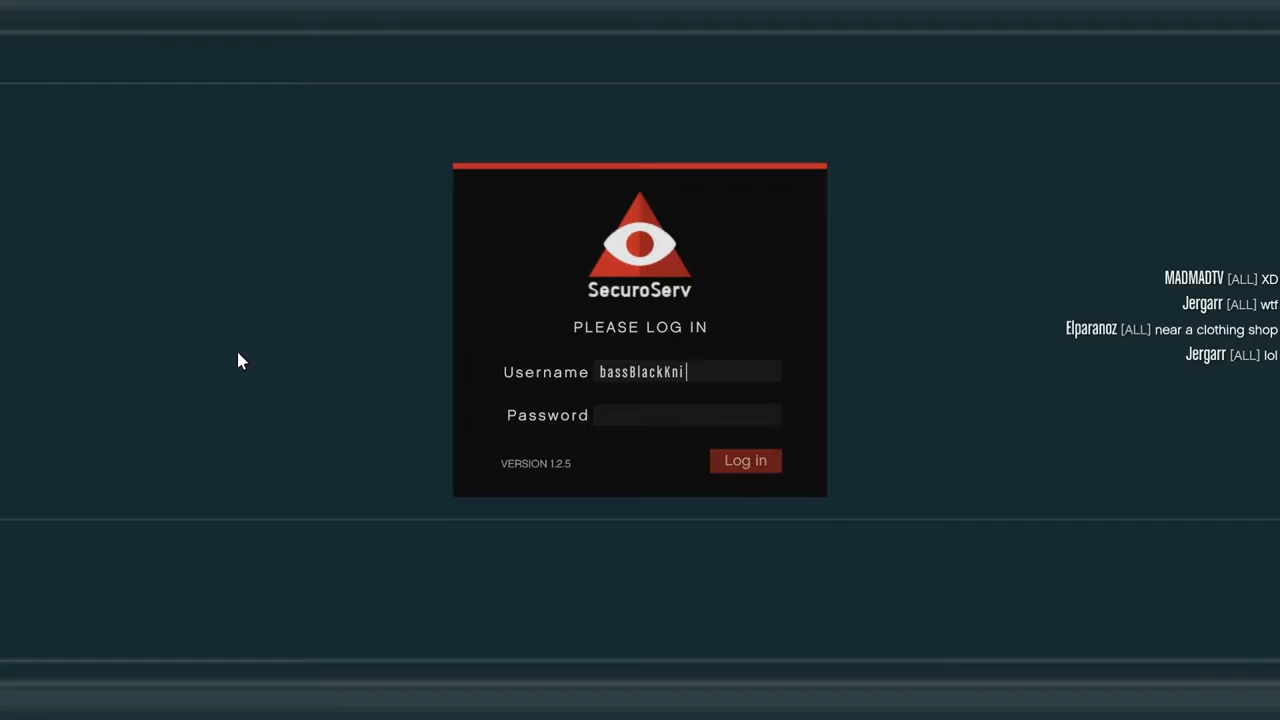 SecuroServ
PLEASE LOG IN
Username bassBlackKni
Password
VERSION 1.2.5
Log in
MADMADTV [ALL] XD
Jergarr [ALL] wtf
Elparanoz [ALL] near a clothing shop
Jergarr [ALL] lol